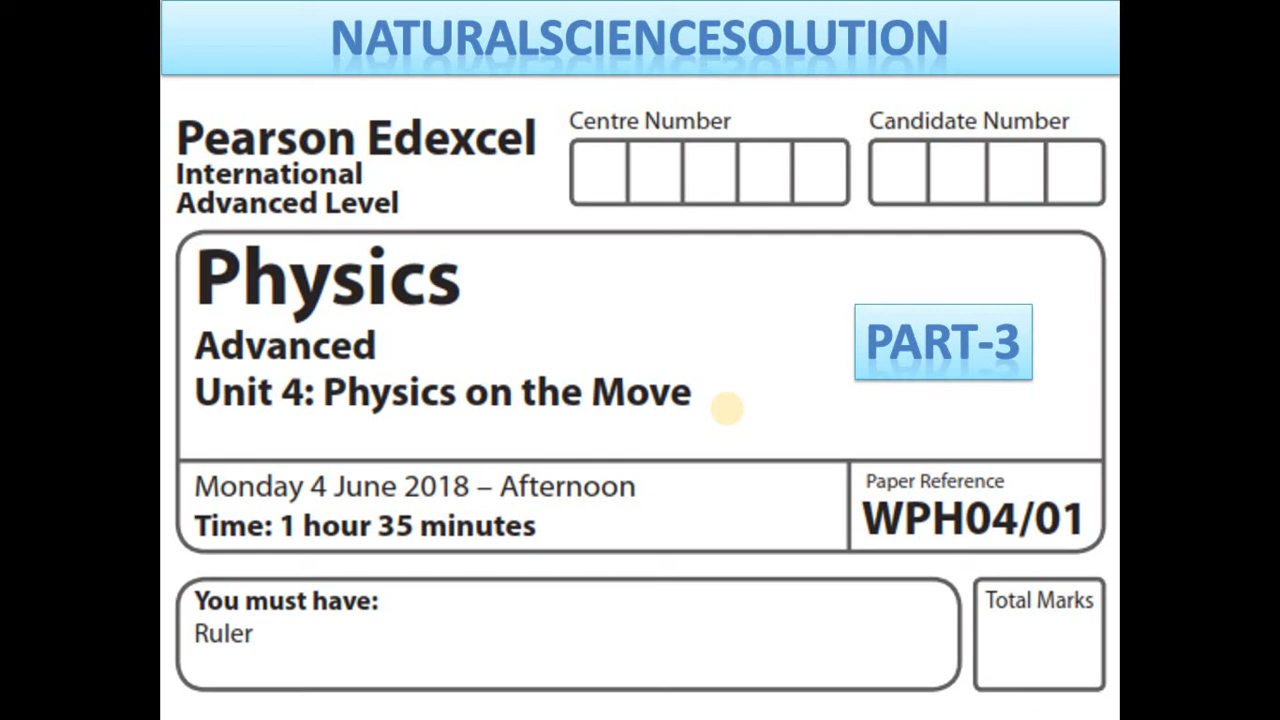 NATURALSCIENCESOLUTION
Pearson Edexcel
International
Advanced Level
Centre Number
Candidate Number
Physics
Advanced
Unit 4: Physics on the Move
PART-3
Monday 4 June 2018 – Afternoon
Time: 1 hour 35 minutes
Paper Reference
WPH04/01
You must have:
Ruler
Total Marks